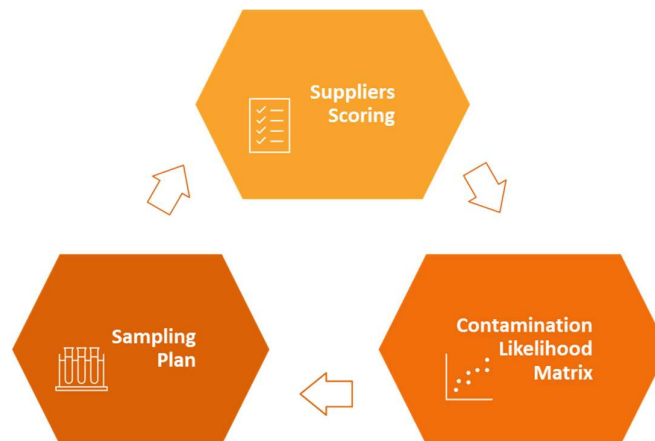 Suppliers
Scoring
Sampling
Plan
Contamination
Likelihood
Matrix